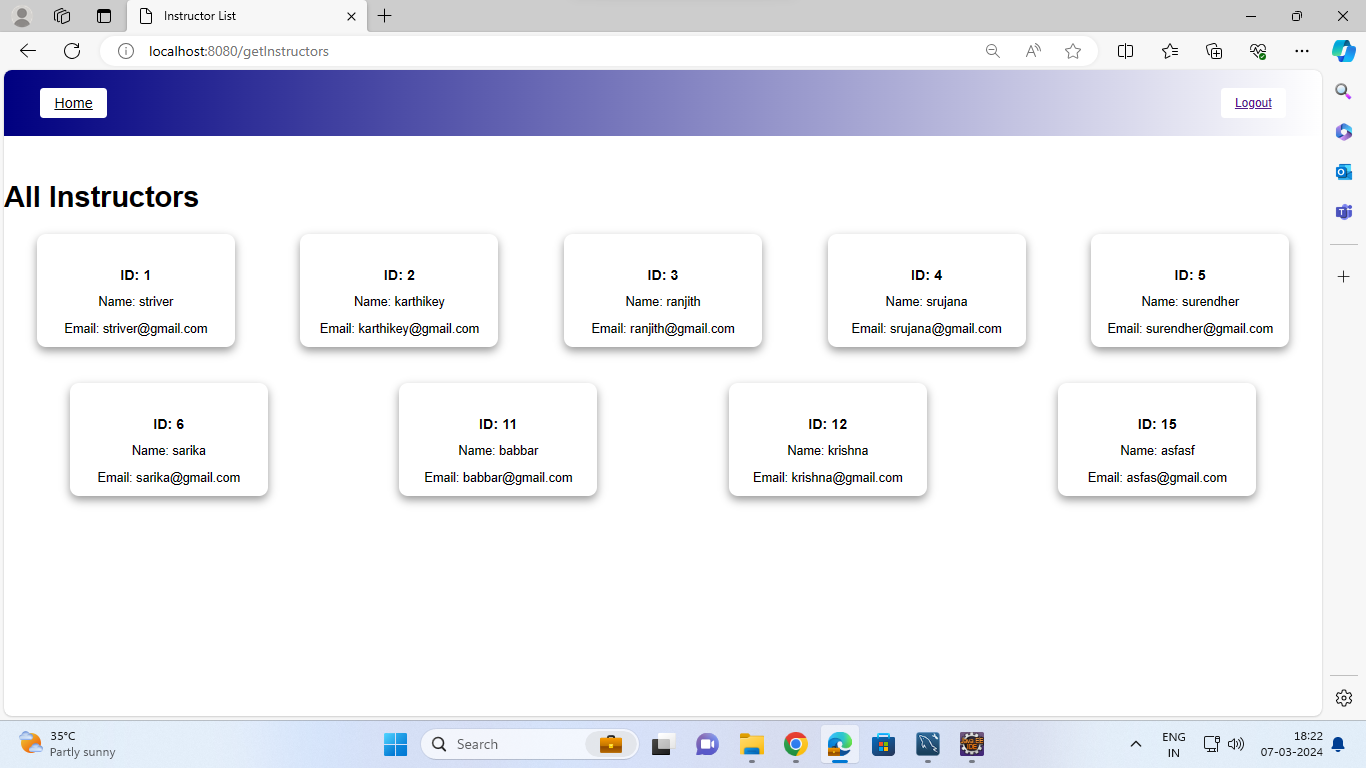 Instructor List
localhost:8080/getInstructors
Home
Logout
All Instructors
ID: 1
Name: striver
Email: striver@gmail.com
ID: 2
Name: karthikey
Email: karthikey@gmail.com
ID: 3
Name: ranjith
Email: ranjith@gmail.com
ID: 4
Name: srujana
Email: srujana@gmail.com
ID: 5
Name: surendher
Email: surendher@gmail.com
ID: 6
Name: sarika
Email: sarika@gmail.com
ID: 11
Name: babbar
Email: babbar@gmail.com
ID: 12
Name: krishna
Email: krishna@gmail.com
ID: 15
Name: asfasf
Email: asfas@gmail.com
35°C
Partly sunny
Search
ENG
IN
18:22
07-03-2024